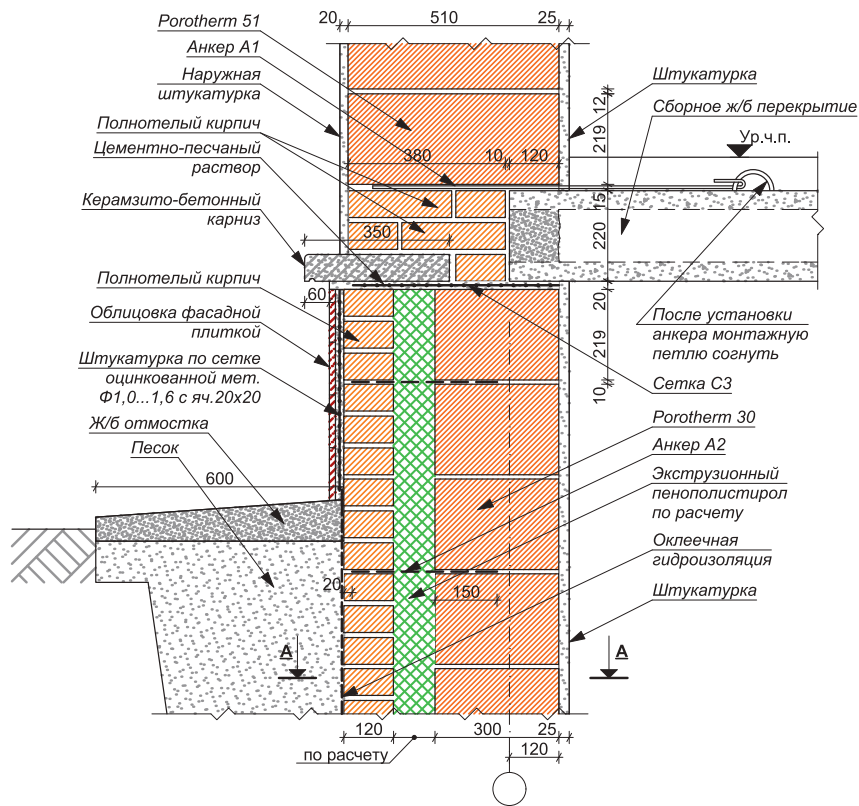 20 510 25
Porotherm 51
Анкер А1
Наружная
штукатурка
Полнотелый кирпич
Цементно-песчаный
раствор
Керамзито-бетонный
карниз
Полнотелый кирпич
Облицовка фасадной
плиткой
Штукатурка по сетке
оцинкованной мет.
Ф1,0...1,6 с яч.20х20
Ж/б отмостка
Песок
600
380 10 120
350
60
20
150
Штукатурка
Сборное ж/б перекрытие
Ур.ч.п.
12
219
15
220
20
219
10
После установки
анкера монтажную
петлю согнуть
Сетка С3
Porotherm 30
Анкер А2
Экструзионный
пенополистирол
по расчету
Оклеечная
гидроизоляция
Штукатурка
А А
120 300 25
по расчету 120